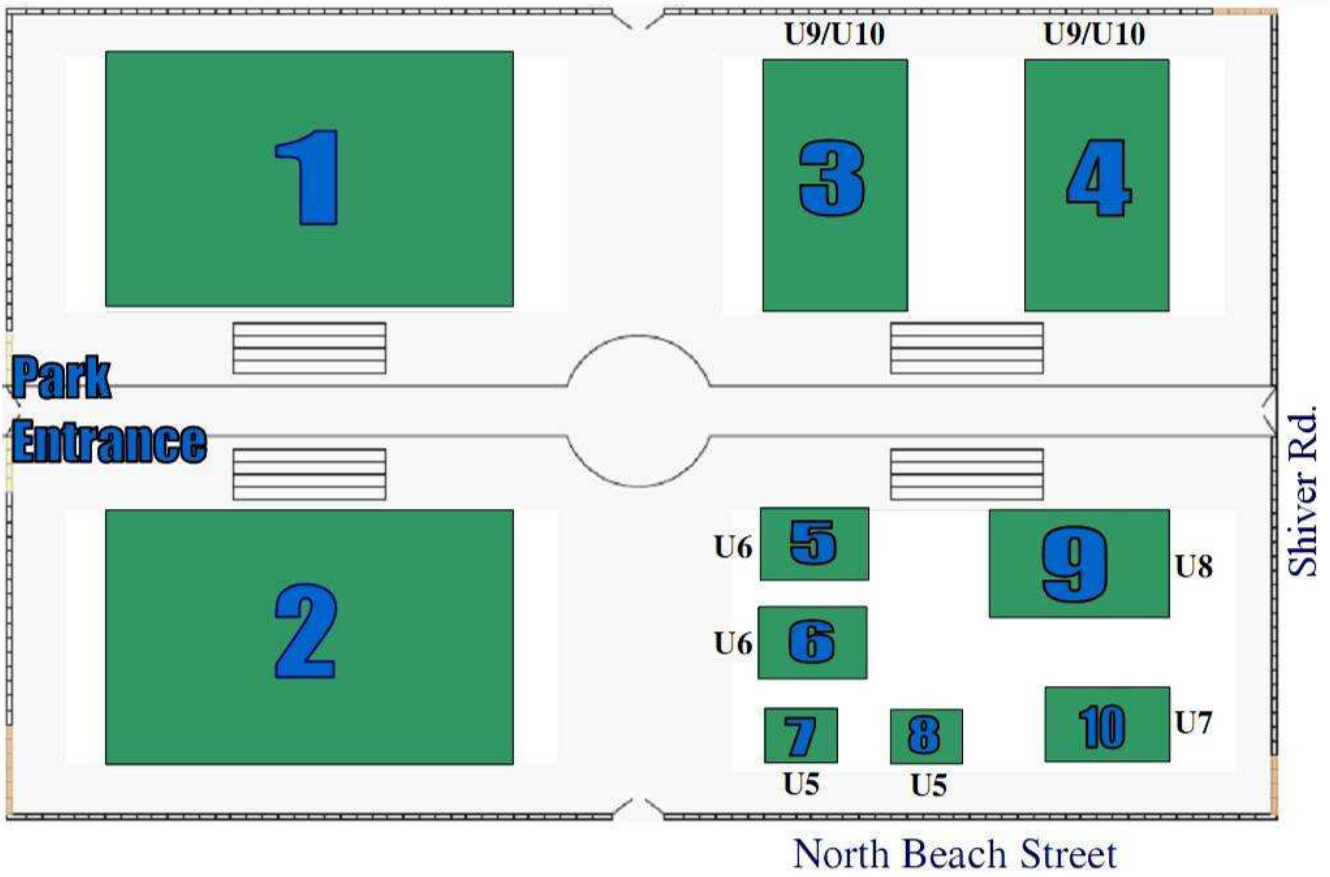 U9/U10 U9/U10
1
3
4
Park
Entrance
Shiver Rd.
2
U6 5
9 U8
U6 6
7
8
10 U7
U5 U5
North Beach Street